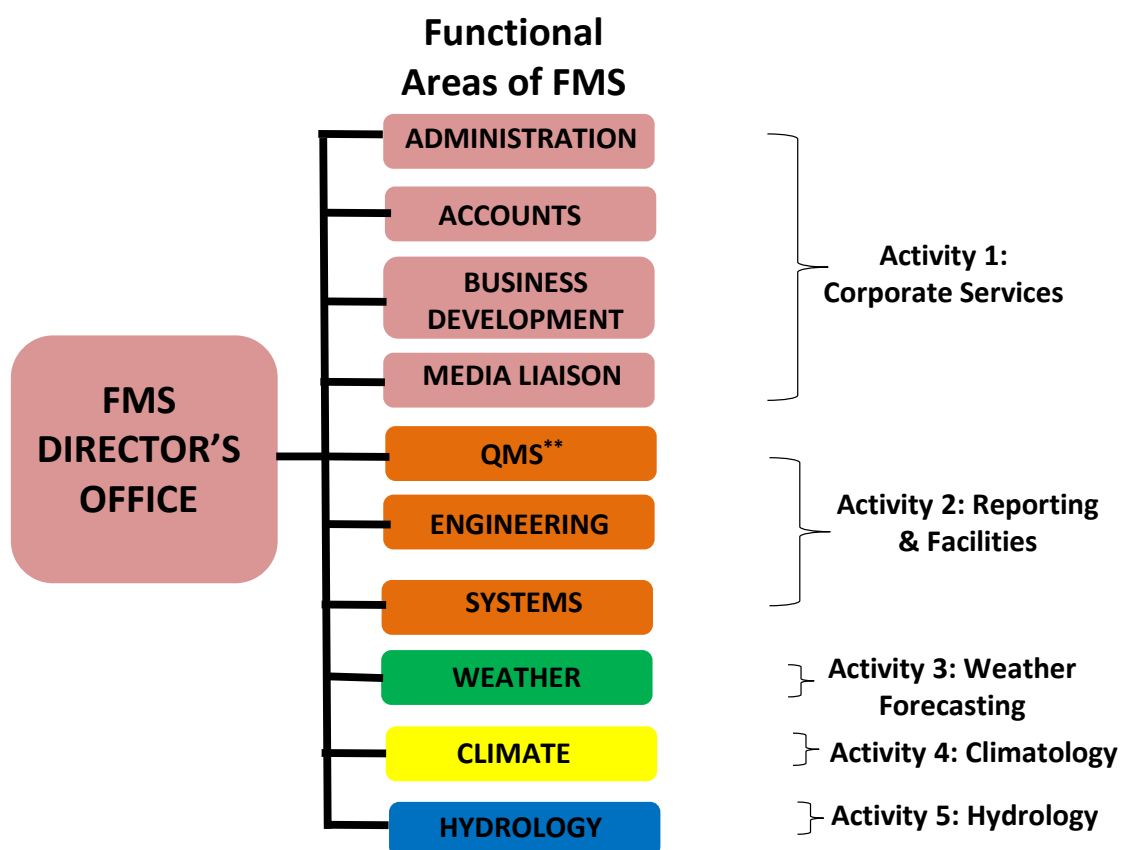 Functional
Areas of FMS
ADMINISTRATION
ACCOUNTS
BUSINESS
DEVELOPMENT
MEDIA LIAISON
QMS**
ENGINEERING
SYSTEMS
WEATHER
CLIMATE
HYDROLOGY
FMS
DIRECTOR’S
OFFICE
Activity 1:
Corporate Services
Activity 2: Reporting
& Facilities
Activity 3: Weather
Forecasting
Activity 4: Climatology
Activity 5: Hydrology